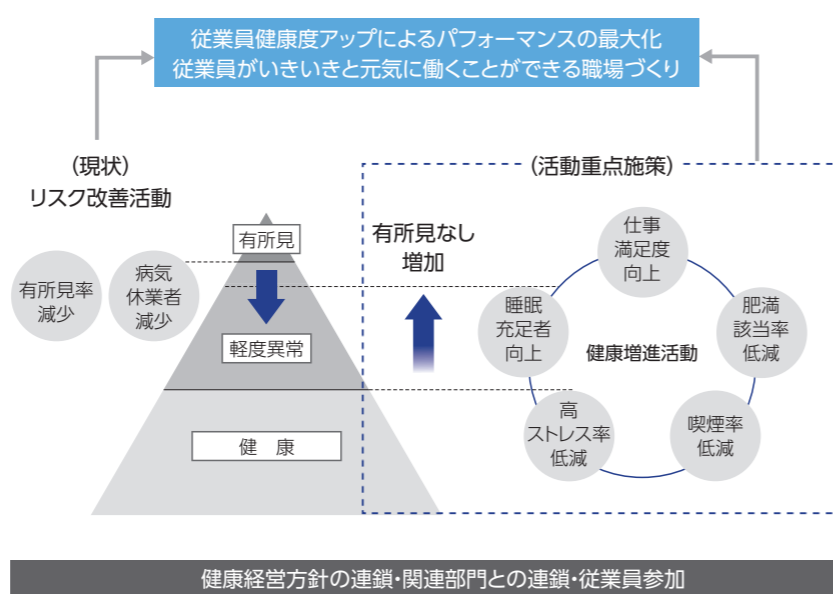 従業員健康度アップによるパフォーマンスの最大化
従業員がいきいきと元気に働くことができる職場づくり
(現状)
リスク改善活動
有所見率
減少
病気
休業者
減少
有所見
軽度異常
健 康
(活動重点施策)
有所見なし
増加
仕事
満足度
向上
睡眠
充足者
向上
肥満
該当率
低減
健康増進活動
高
ストレス率
低減
喫煙率
低減
健康経営方針の連鎖・関連部門との連鎖・従業員参加